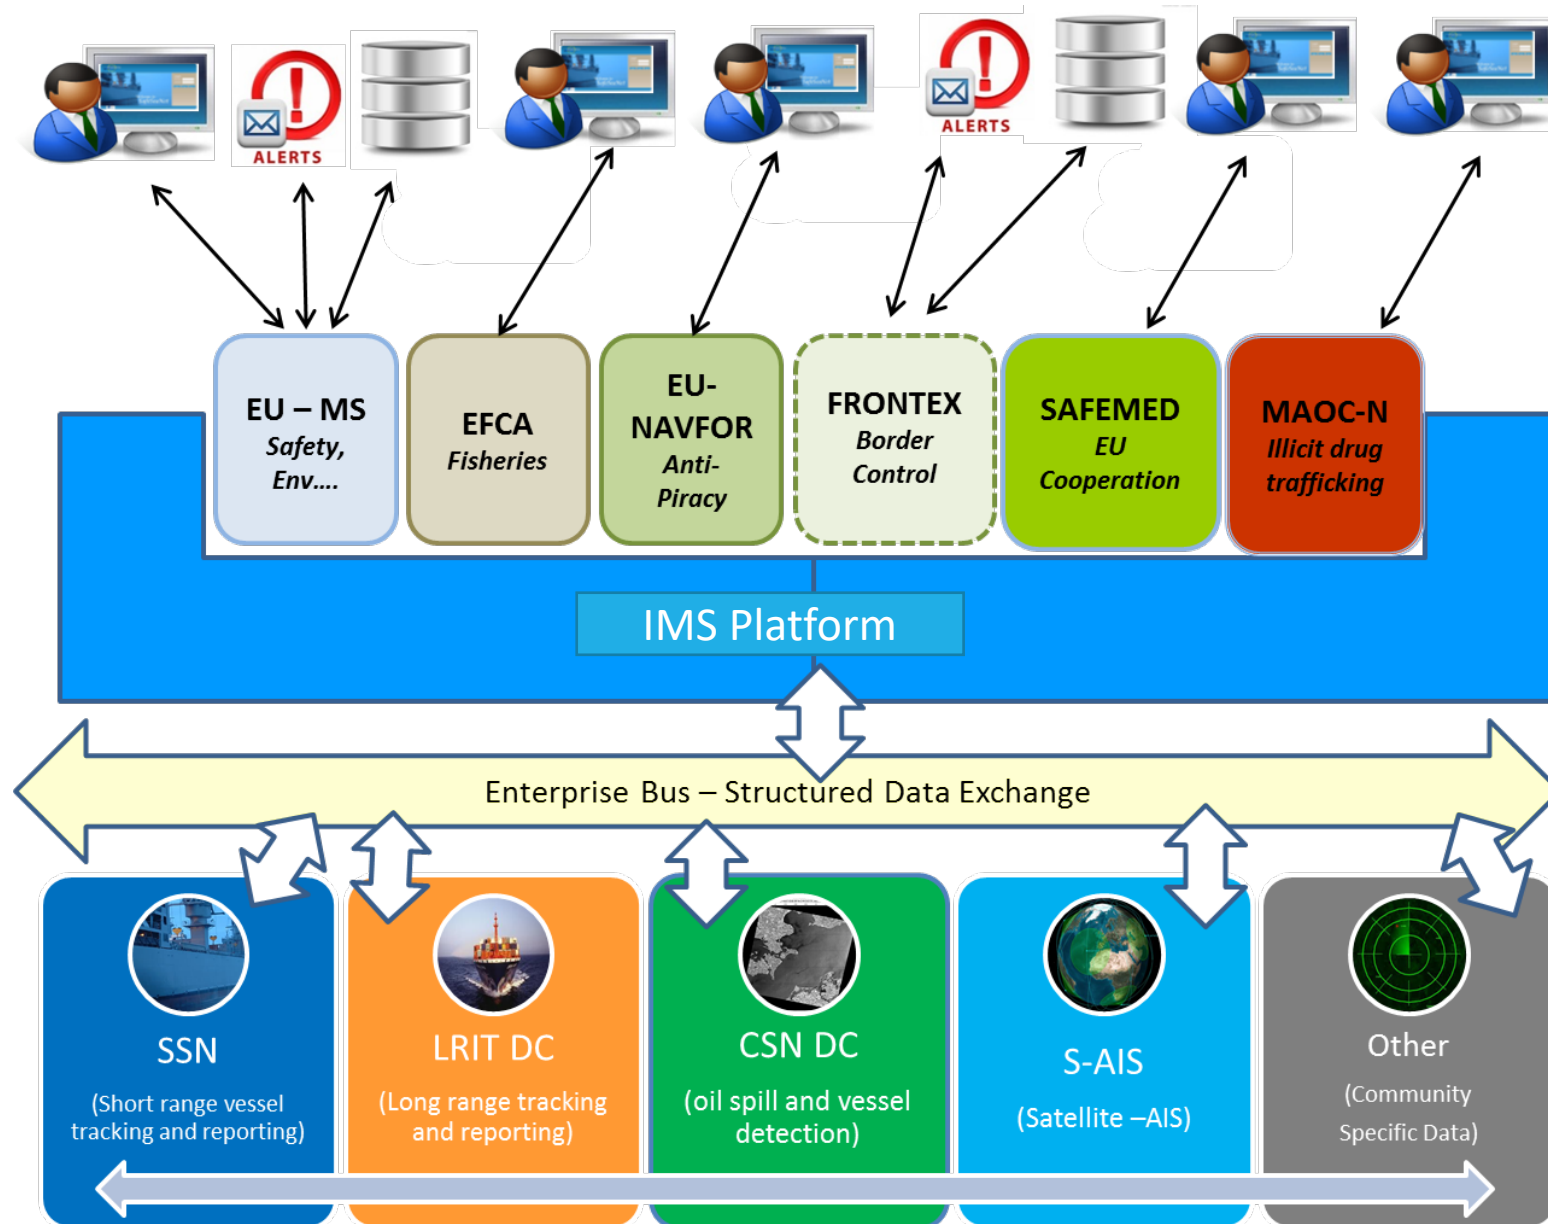 ALERTS
ALERTS
EU – MS
Safety,
Env....
EFCA
Fisheries
EU-
NAVFOR
Anti-
Piracy
FRONTEX
Border
Control
SAFEMED
EU
Cooperation
MAOC-N
Illicit drug
trafficking
IMS Platform
Enterprise Bus – Structured Data Exchange
SSN
(Short range vessel
tracking and reporting)
LRIT DC
(Long range tracking
and reporting)
CSN DC
(oil spill and vessel
detection)
S-AIS
(Satellite –AIS)
Other
(Community
Specific Data)